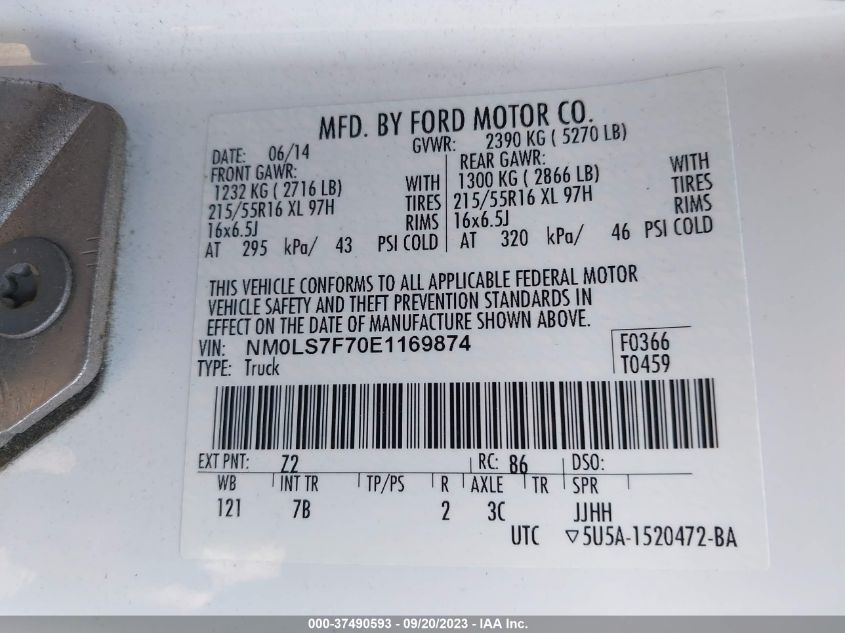 MFD. BY FORD MOTOR CO.
DATE: 06/14 GVWR: 2390 KG ( 5270 LB)
FRONT GAWR: REAR GAWR:
1232 KG ( 2716 LB) WITH 1300 KG ( 2866 LB) WITH
215/55R16 XL 97H TIRES 215/55R16 XL 97H TIRES
16x6.5J RIMS 16x6.5J RIMS
AT 295 kPa/ 43 PSI COLD AT 320 kPa/ 46 PSI COLD
THIS VEHICLE CONFORMS TO ALL APPLICABLE FEDERAL MOTOR
VEHICLE SAFETY AND THEFT PREVENTION STANDARDS IN
EFFECT ON THE DATE OF MANUFACTURE SHOWN ABOVE.
VIN: NM0LS7F70E1169874 F0366
TYPE: Truck T0459
EXT PNT: Z2 RC: 86 DSO:
WB INT TR TP/PS R AXLE TR SPR
121 7B 2 3C JJHH
UTC ▽5U5A-1520472-BA
000-37490593 - 09/20/2023 - IAA Inc.